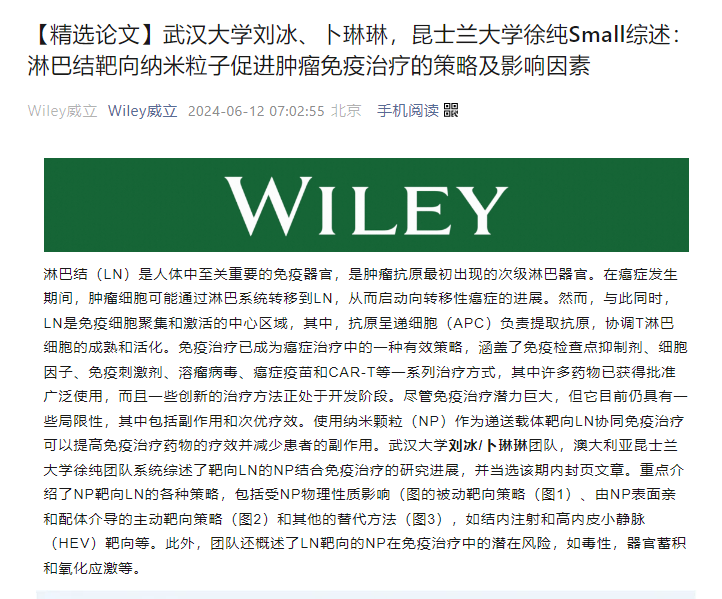 【精选论文】武汉大学刘冰、卜琳琳，昆士兰大学徐纯Small综述：
淋巴结靶向纳米粒子促进肿瘤免疫治疗的策略及影响因素
Wiley威立 Wiley威立 2024-06-12 07:02:55 北京 手机阅读
WILEY
淋巴结（LN）是人体中至关重要的免疫器官，是肿瘤抗原最初出现的次级淋巴器官。在癌症发生
期间，肿瘤细胞可能通过淋巴系统转移到LN，从而启动向转移性癌症的进展。然而，与此同时，
LN是免疫细胞聚集和激活的中心区域，其中，抗原呈递细胞（APC）负责提取抗原，协调T淋巴
细胞的成熟和活化。免疫治疗已成为癌症治疗中的一种有效策略，涵盖了免疫检查点抑制剂、细胞
因子、免疫刺激剂、溶瘤病毒、癌症疫苗和CAR-T等一系列治疗方式，其中许多药物已获得批准
广泛使用，而且一些创新的治疗方法正处于开发阶段。尽管免疫治疗潜力巨大，但它目前仍具有一
些局限性，其中包括副作用和次优疗效。使用纳米颗粒（NP）作为递送载体靶向LN协同免疫治疗
可以提高免疫治疗药物的疗效并减少患者的副作用。武汉大学刘冰/卜琳琳团队，澳大利亚昆士兰
大学徐纯团队系统综述了靶向LN的NP结合免疫治疗的研究进展，并当选该期内封页文章。重点介
绍了NP靶向LN的各种策略，包括受NP物理性质影响（图的被动靶向策略（图1）、由NP表面亲
和配体介导的主动靶向策略（图2）和其他的替代方法（图3），如结内注射和高内皮小静脉
（HEV）靶向等。此外，团队还概述了LN靶向的NP在免疫治疗中的潜在风险，如毒性，器官蓄积
和氧化应激等。